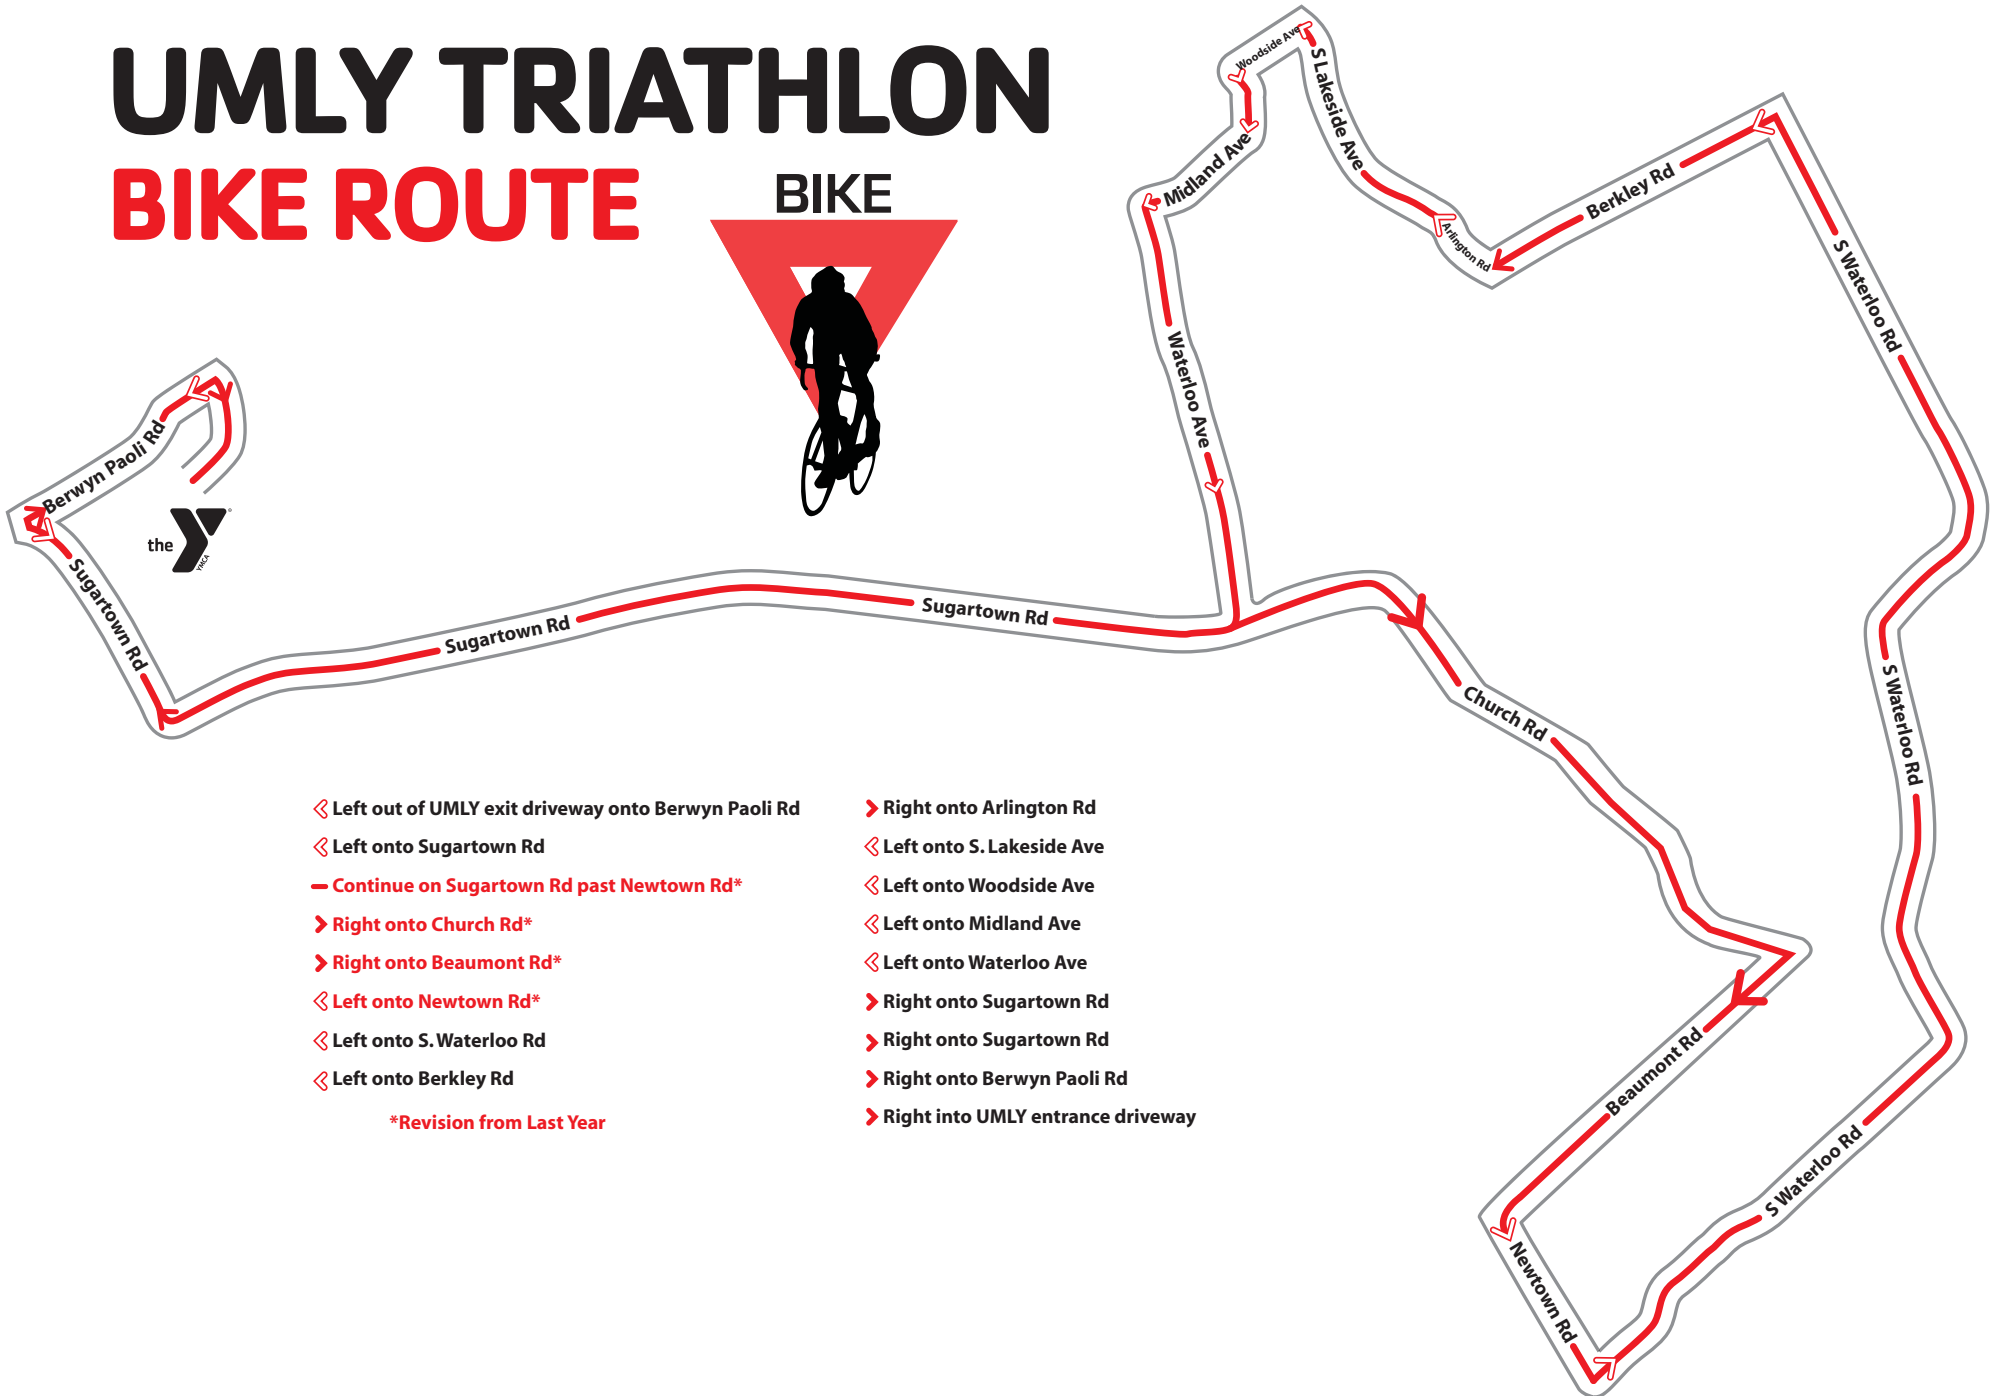 UMLY TRIATHLON
BIKE ROUTE
BIKE
Woodside Ave
S Lakeside Ave
Midland Ave
Arlington Rd
Berkley Rd
S Waterloo Rd
Waterloo Ave
Berwyn Paoli Rd
the
YMCA
Sugartown Rd
Sugartown Rd
Sugartown Rd
Church Rd
S Waterloo Rd
Beaumont Rd
S Waterloo Rd
Newtown Rd
Left out of UMLY exit driveway onto Berwyn Paoli Rd
Left onto Sugartown Rd
Continue on Sugartown Rd past Newtown Rd*
Right onto Church Rd*
Right onto Beaumont Rd*
Left onto Newtown Rd*
Left onto S. Waterloo Rd
Left onto Berkley Rd
*Revision from Last Year
Right onto Arlington Rd
Left onto S. Lakeside Ave
Left onto Woodside Ave
Left onto Midland Ave
Left onto Waterloo Ave
Right onto Sugartown Rd
Right onto Sugartown Rd
Right onto Berwyn Paoli Rd
Right into UMLY entrance driveway